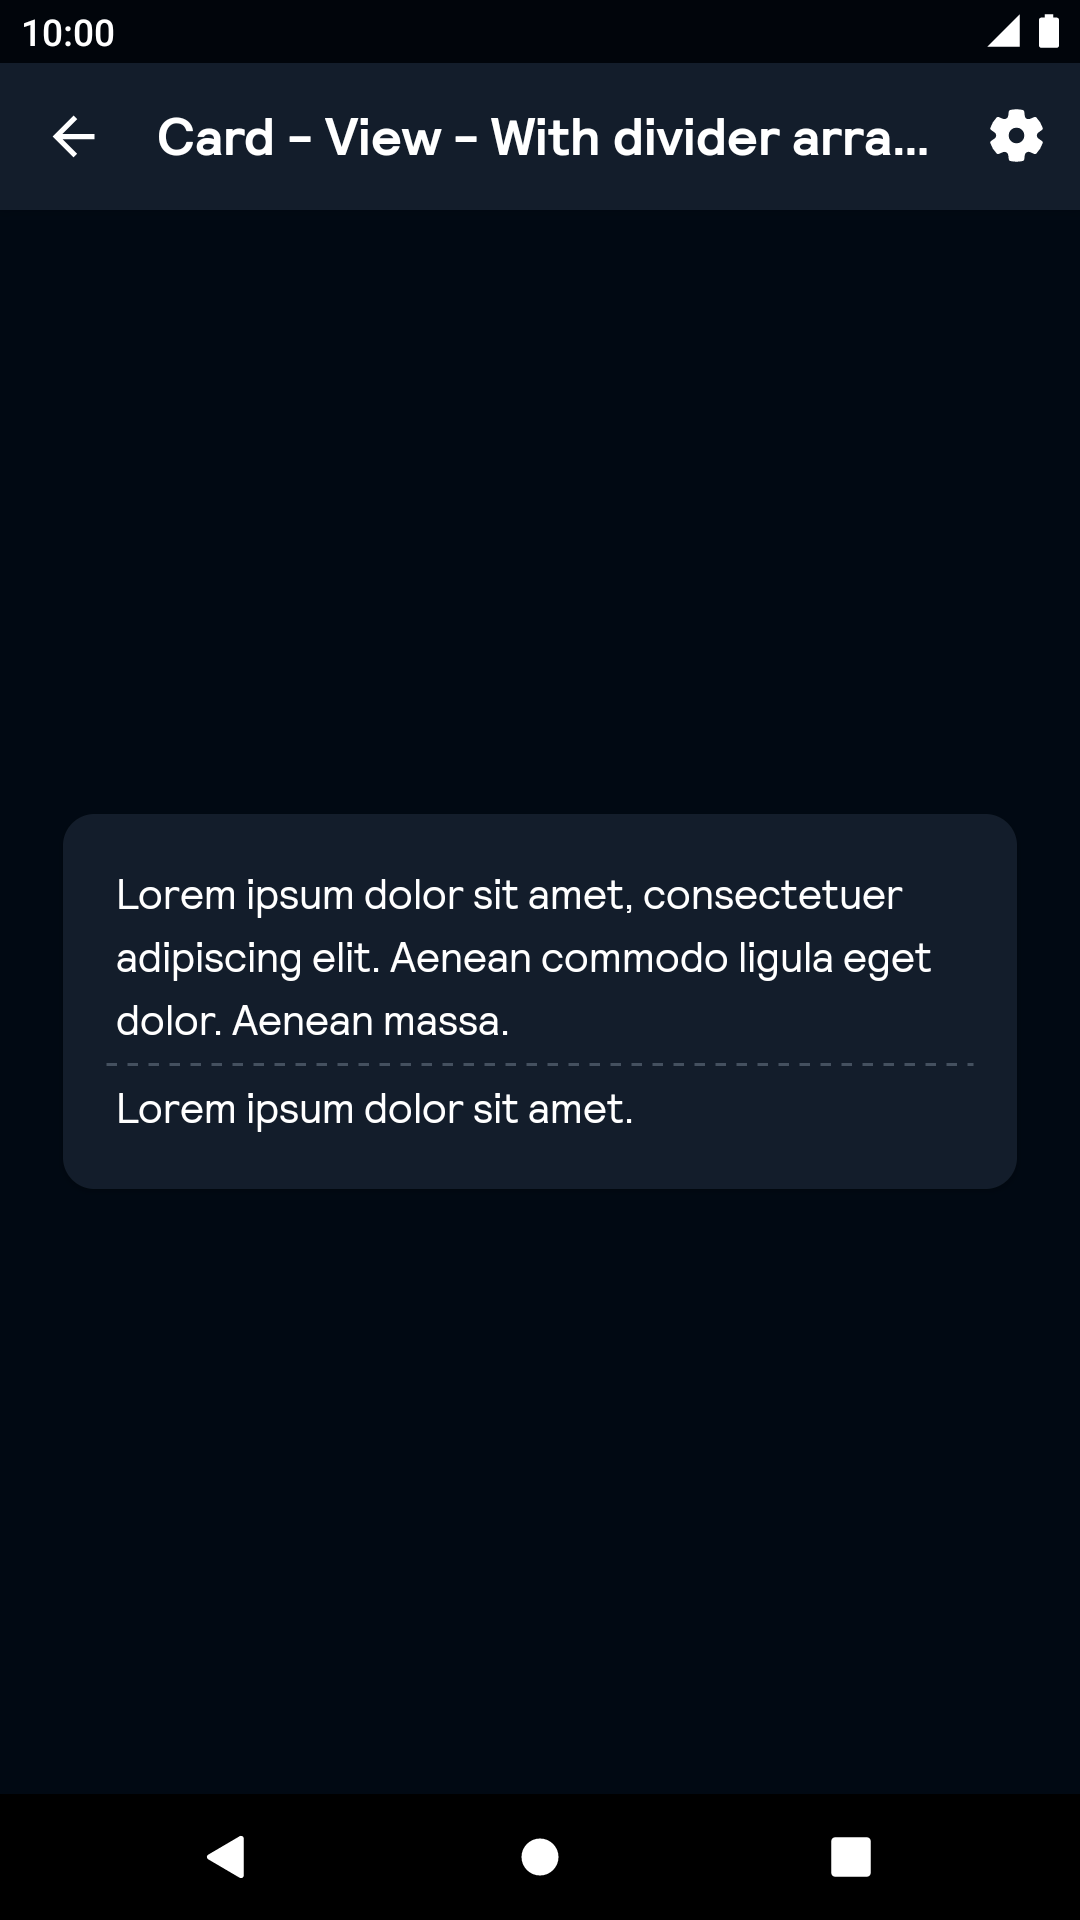 10:00
Card - View - With divider arra...
Lorem ipsum dolor sit amet, consectetuer
adipiscing elit. Aenean commodo ligula eget
dolor. Aenean massa.
Lorem ipsum dolor sit amet.